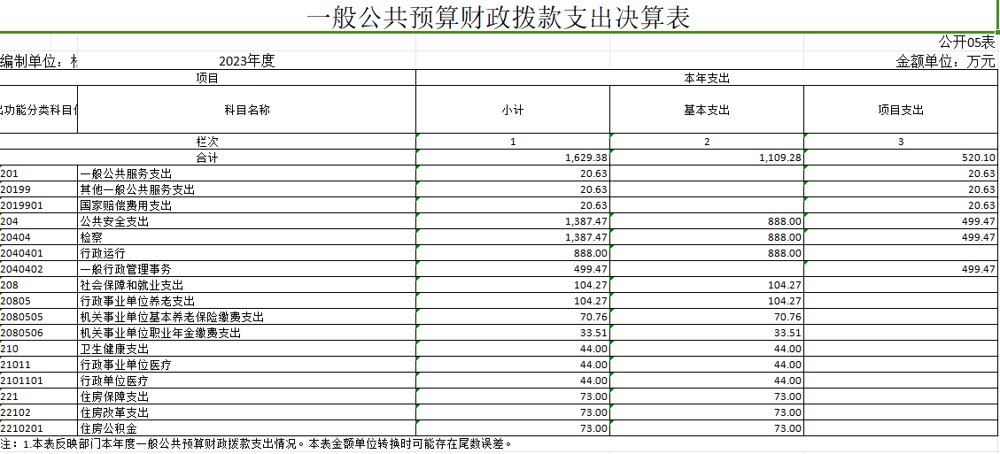 一般公共预算财政拨款支出决算表
公开05表
编制单位： 2023年度 金额单位：万元
项目 本年支出
功能分类科目 科目名称 小计 基本支出 项目支出
栏次 1 2 3
合计 1,629.38 1,109.28 520.10
201 一般公共服务支出 20.63 20.63
20199 其他一般公共服务支出 20.63 20.63
2019901 国家赔偿费用支出 20.63 20.63
204 公共安全支出 1,387.47 888.00 499.47
20404 检察 1,387.47 888.00 499.47
2040401 行政运行 888.00 888.00
2040402 一般行政管理事务 499.47 499.47
208 社会保障和就业支出 104.27 104.27
20805 行政事业单位养老支出 104.27 104.27
2080505 机关事业单位基本养老保险缴费支出 70.76 70.76
2080506 机关事业单位职业年金缴费支出 33.51 33.51
210 卫生健康支出 44.00 44.00
21011 行政事业单位医疗 44.00 44.00
2101101 行政单位医疗 44.00 44.00
221 住房保障支出 73.00 73.00
22102 住房改革支出 73.00 73.00
2210201 住房公积金 73.00 73.00
注：1.本表反映部门本年度一般公共预算财政拨款支出情况。本表金额单位转换时可能存在尾数误差。